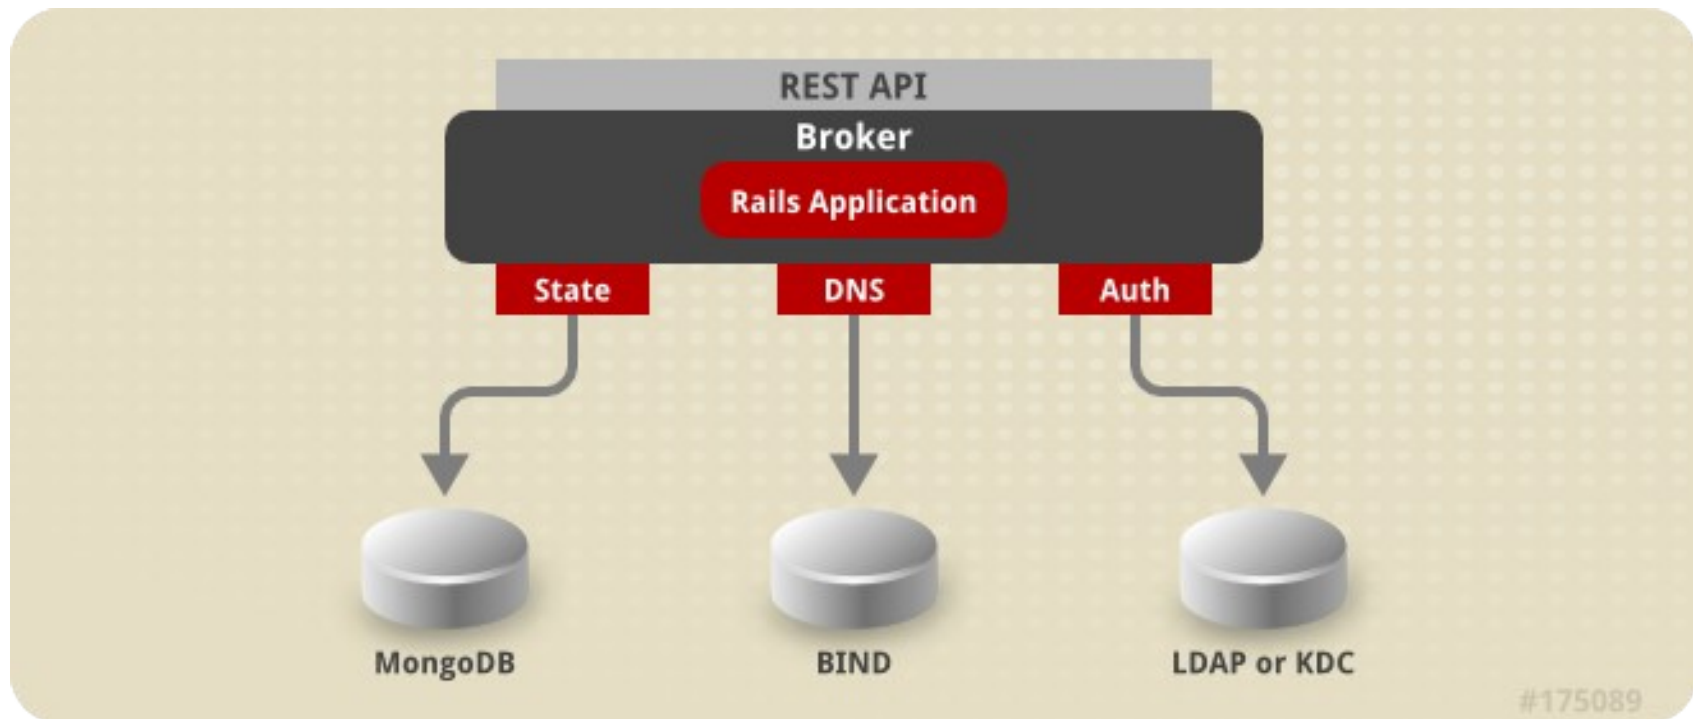 REST API
Broker
Rails Application
State DNS Auth
MongoDB BIND LDAP or KDC
#175089